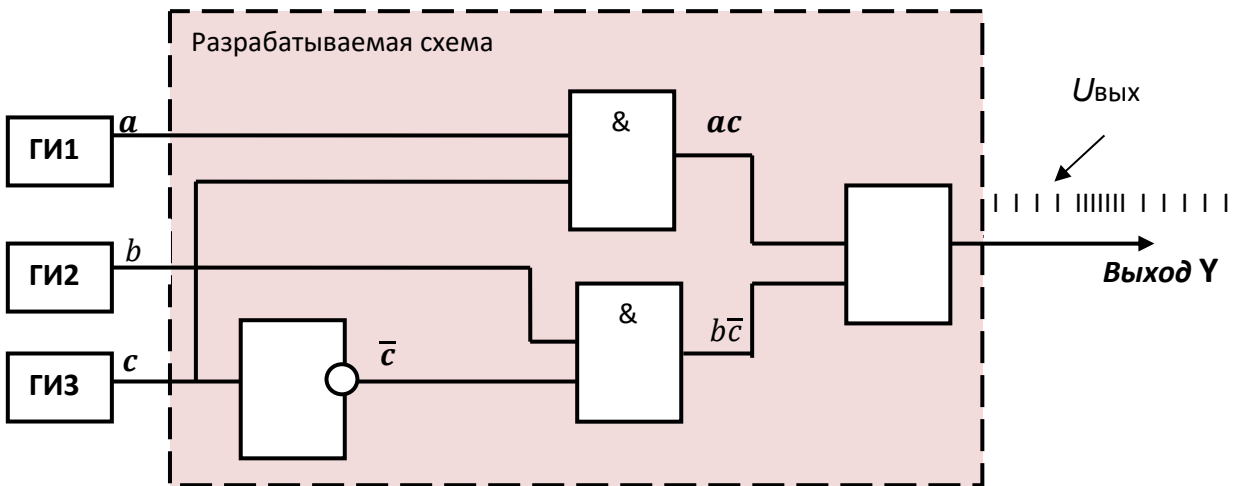 Разрабатываемая схема
ГИ1
a
&
ac
Uвых
ГИ2
b
&
bc̅
Выход Y
ГИ3
c
c̅